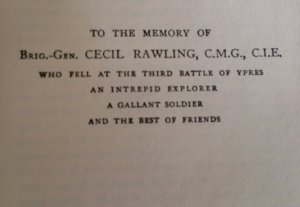 TO THE MEMORY OF
BRIG.-GEN. CECIL RAWLING, C.M.G., C.I.E.
WHO FELL AT THE THIRD BATTLE OF YPRES
AN INTREPID EXPLORER
A GALLANT SOLDIER
AND THE BEST OF FRIENDS